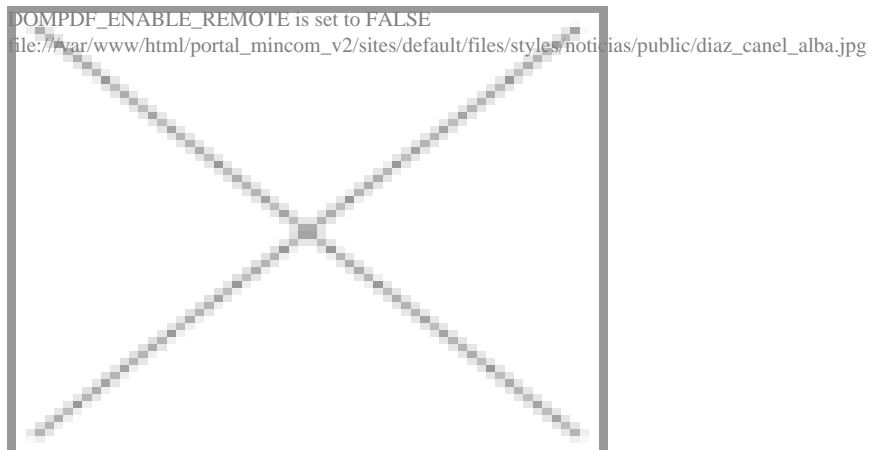 DOMPDF_ENABLE_REMOTE is set to FALSE
file:///var/www/html/portal_mincom_v2/sites/default/files/styles/noticias/public/diaz_canel_alba.jpg